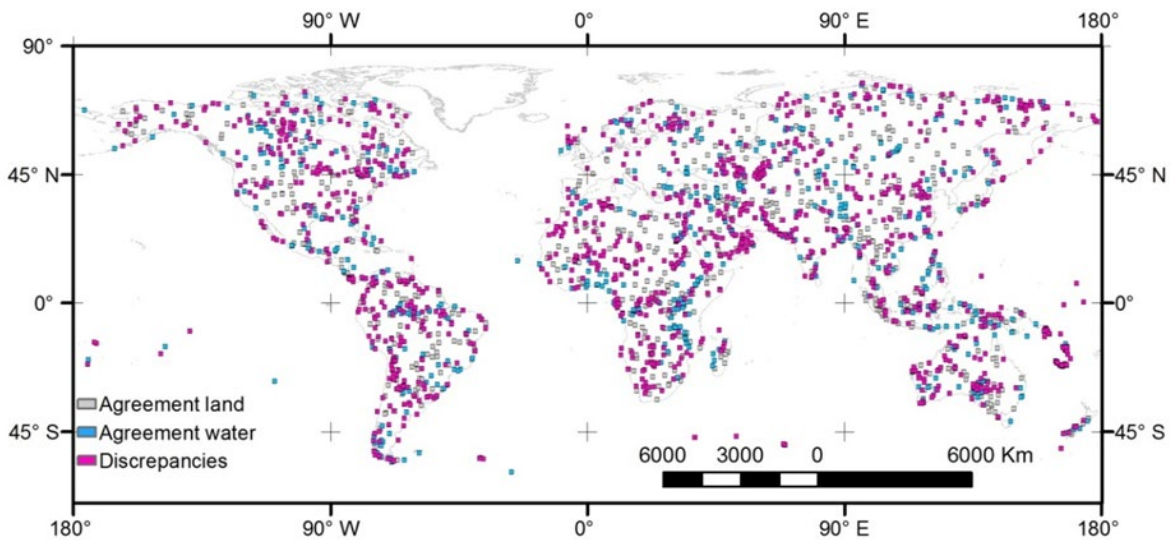 90° W 0° 90° E 180°
90°
45° N 45° N
0° 0°
Agreement land
Agreement water
Discrepancies
45° S 45° S
6000 3000 0 6000 Km
180° 90° W 0° 90° E 180°